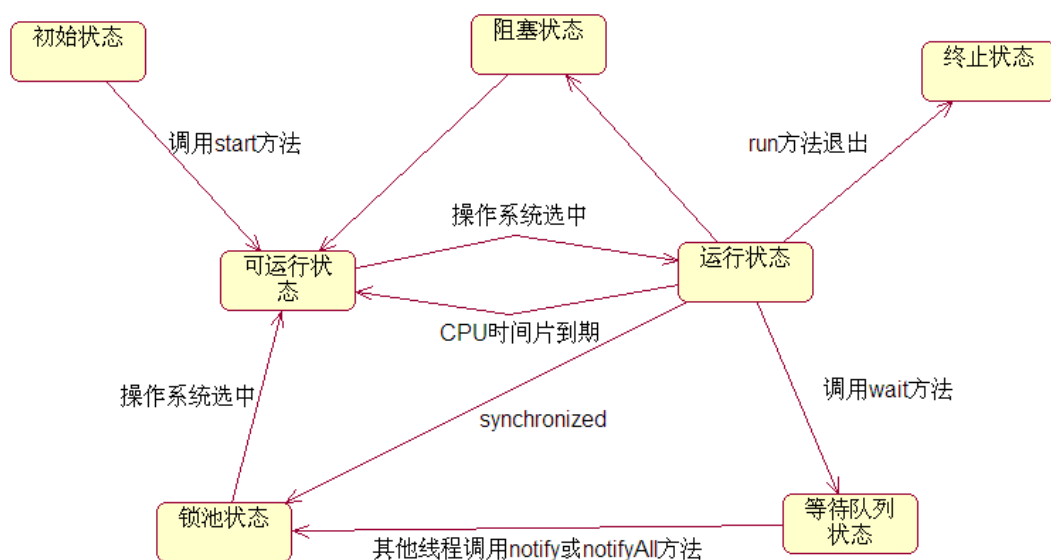 初始状态
阻塞状态
终止状态
调用start方法
run方法退出
操作系统选中
可运行状
态
运行状态
CPU时间片到期
操作系统选中
调用wait方法
synchronized
锁池状态
等待队列
状态
其他线程调用notify或notifyAll方法